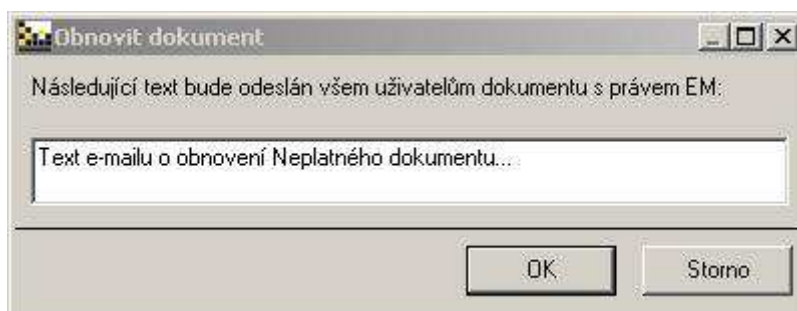 Obnovit dokument
Následující text bude odeslán všem uživatelům dokumentu s právem EM:
Text e-mailu o obnovení Neplatného dokumentu...
OK
Storno